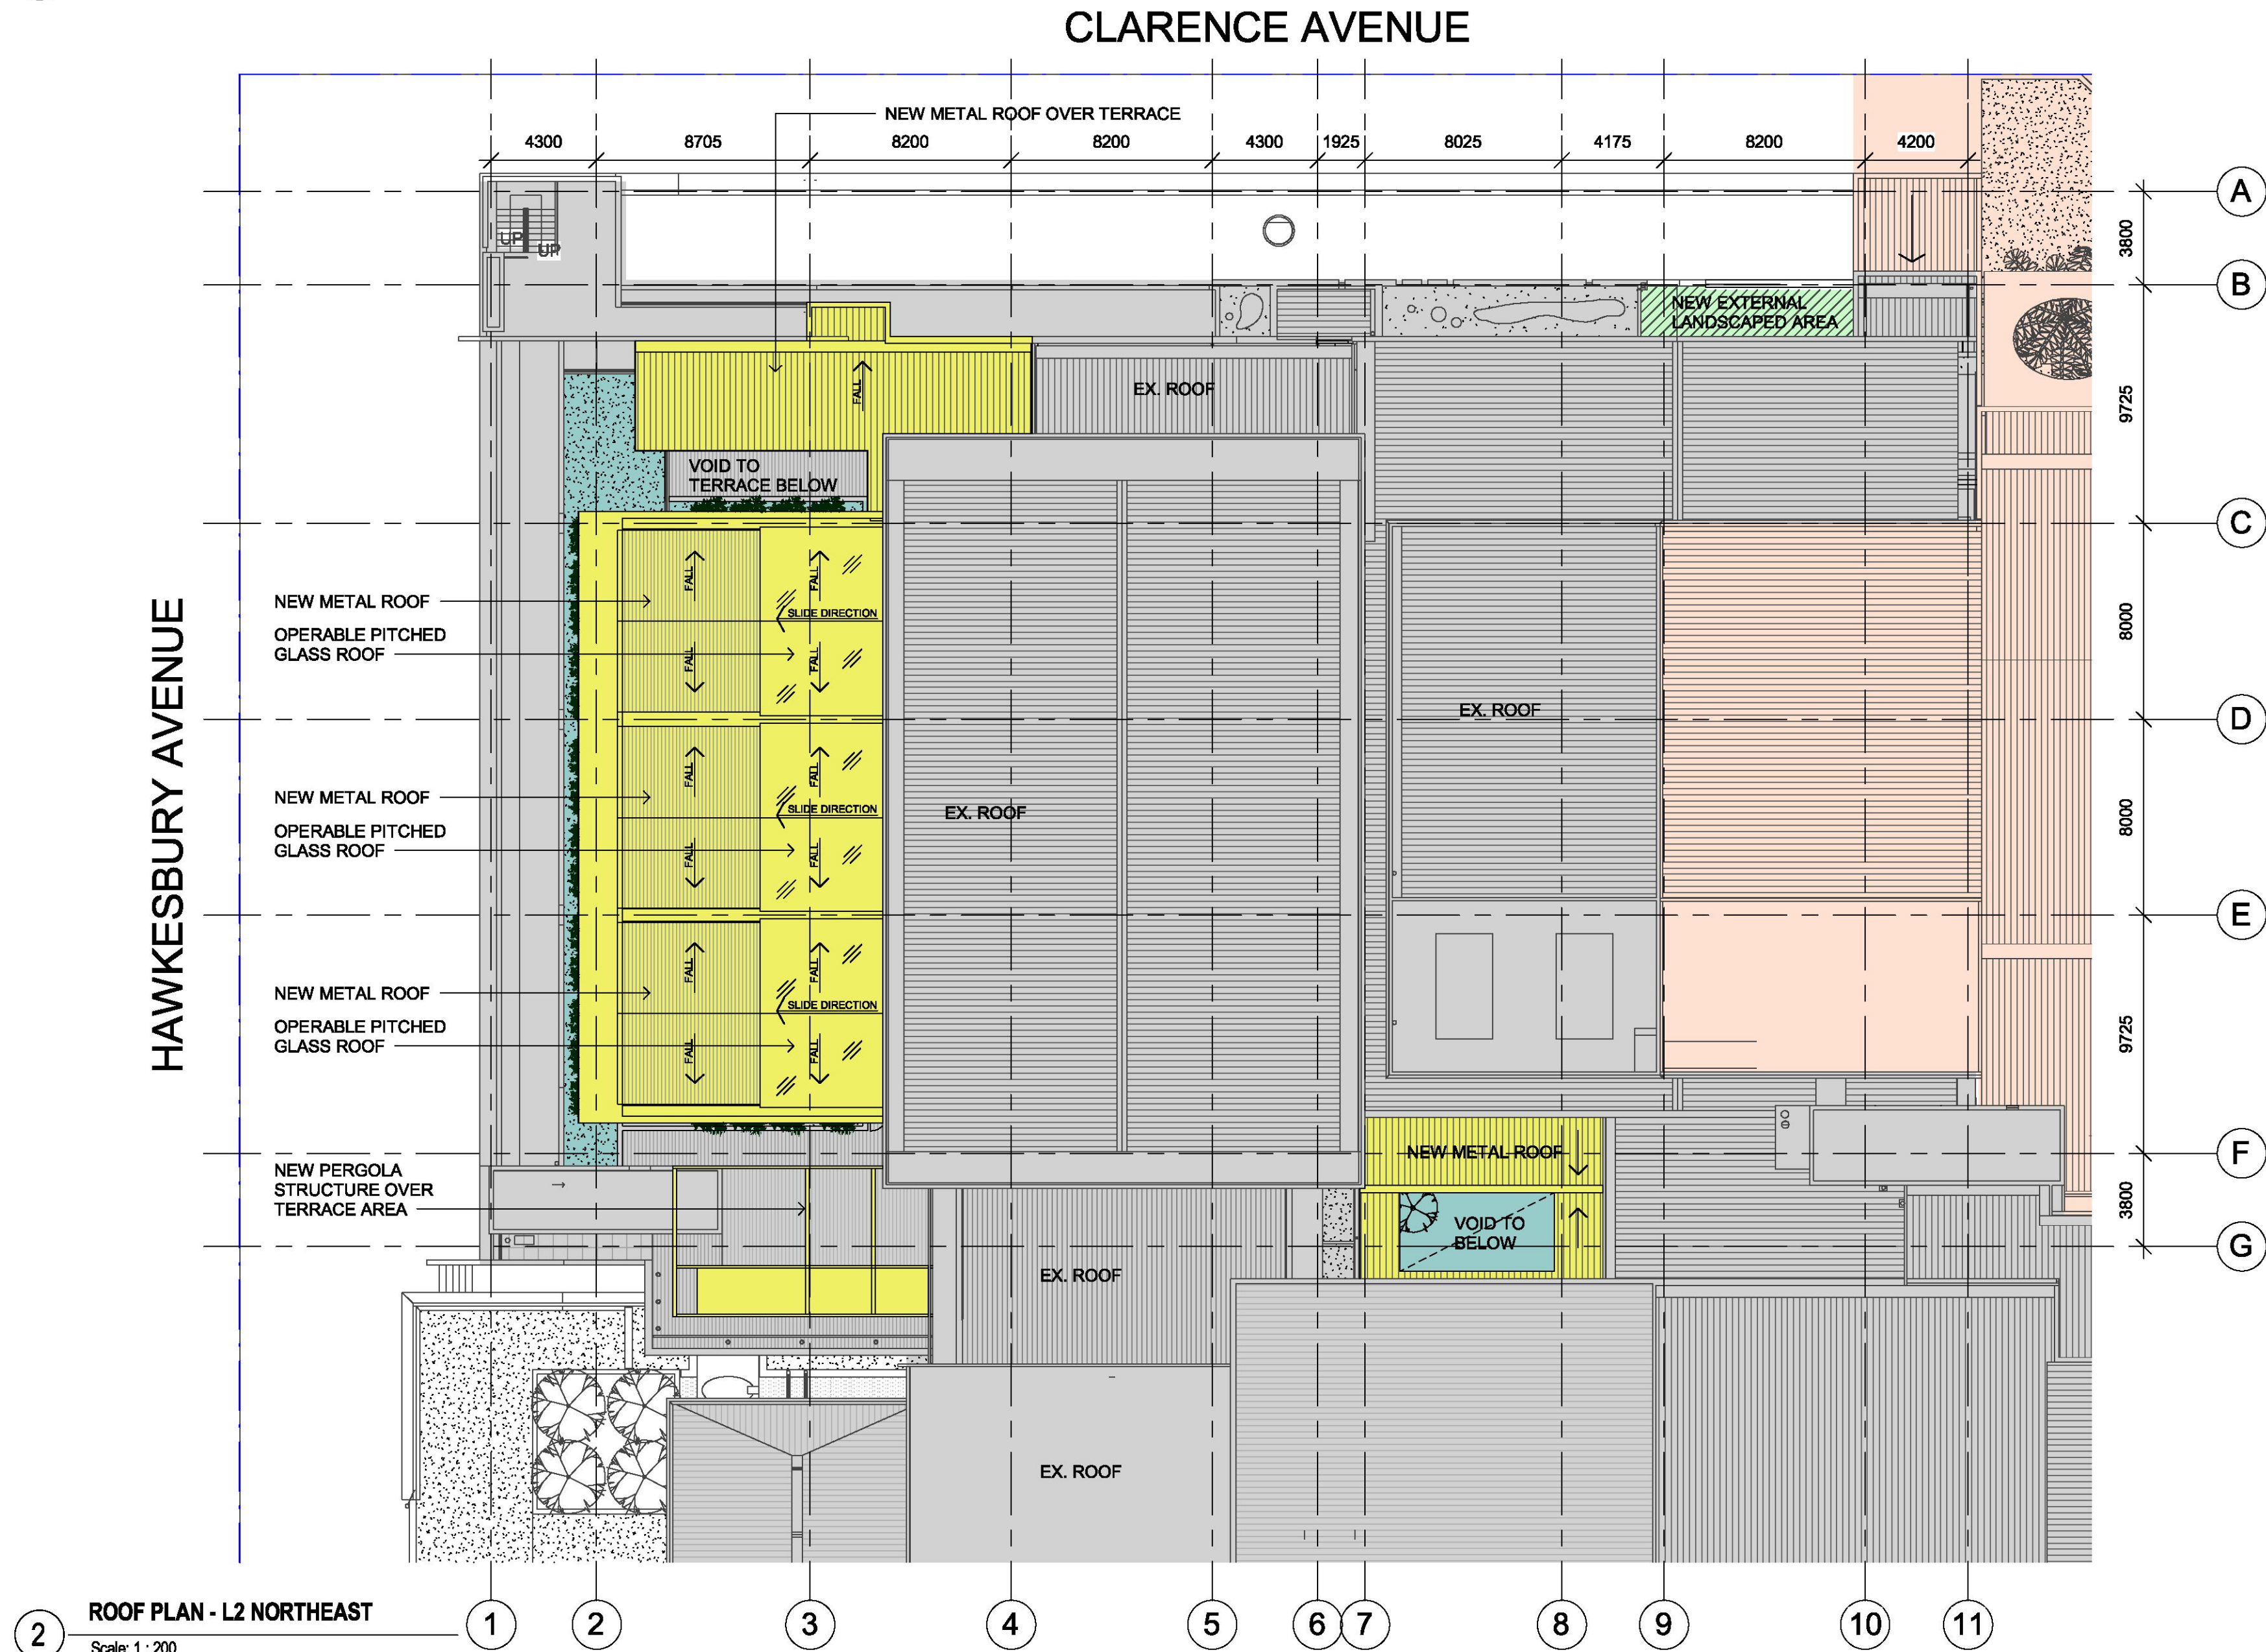 CLARENCE AVENUE
NEW METAL ROOF OVER TERRACE
4300 8705 8200 8200 4300 1925 8025 4175 8200 4200
A
UP
UP
3800
B
NEW EXTERNAL
LANDSCAPED AREA
FALL
EX. ROOF
9725
VOID TO
TERRACE BELOW
C
HAWKESBURY AVENUE
NEW METAL ROOF
OPERABLE PITCHED
GLASS ROOF
FALL
FALL
SLIDE DIRECTION
FALL
FALL
8000
EX. ROOF
D
NEW METAL ROOF
OPERABLE PITCHED
GLASS ROOF
FALL
FALL
SLIDE DIRECTION
FALL
FALL
EX. ROOF
8000
E
NEW METAL ROOF
OPERABLE PITCHED
GLASS ROOF
FALL
FALL
SLIDE DIRECTION
FALL
FALL
9725
NEW METAL ROOF
F
NEW PERGOLA
STRUCTURE OVER
TERRACE AREA
VOID TO
BELOW
3800
G
EX. ROOF
EX. ROOF
1 2 3 4 5 6 7 8 9 10 11
2
ROOF PLAN - L2 NORTHEAST
Scale: 1 : 200